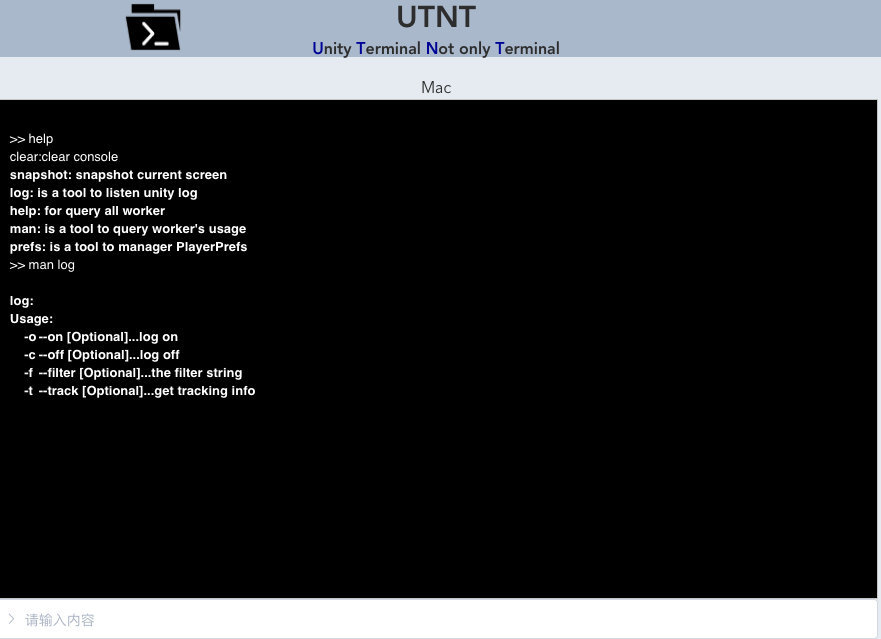 UTNT
Unity Terminal Not only Terminal
Mac
>> help
clear:clear console
snapshot: snapshot current screen
log: is a tool to listen unity log
help: for query all worker
man: is a tool to query worker's usage
prefs: is a tool to manager PlayerPrefs
>> man log
log:
Usage:
-o --on [Optional]...log on
-c --off [Optional]...log off
-f --filter [Optional]...the filter string
-t --track [Optional]...get tracking info
请输入内容